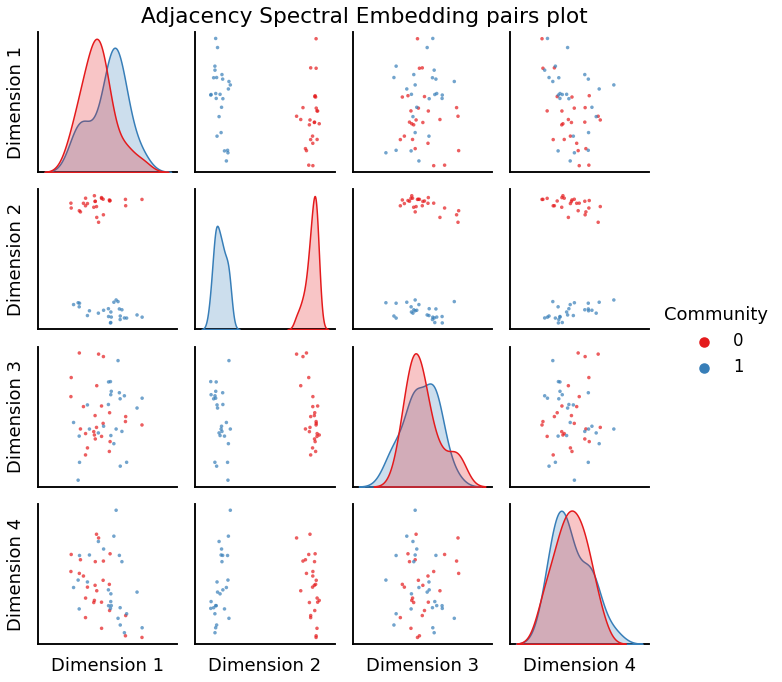 Adjacency Spectral Embedding pairs plot
Dimension 1
Dimension 2
Dimension 3
Dimension 4
Community
0
1
Dimension 1
Dimension 2
Dimension 3
Dimension 4